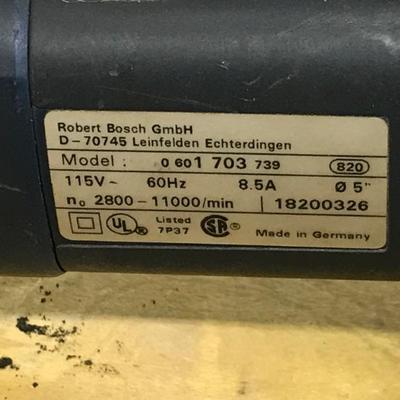 Robert Bosch GmbH
D-70745 Leinfelden Echterdingen
Model : 0 601 703 739 820
115V~ 60Hz 8.5A Ø 5"
n₀ 2800-11000/min 18200326
UL Listed 7P37 SA Made in Germany